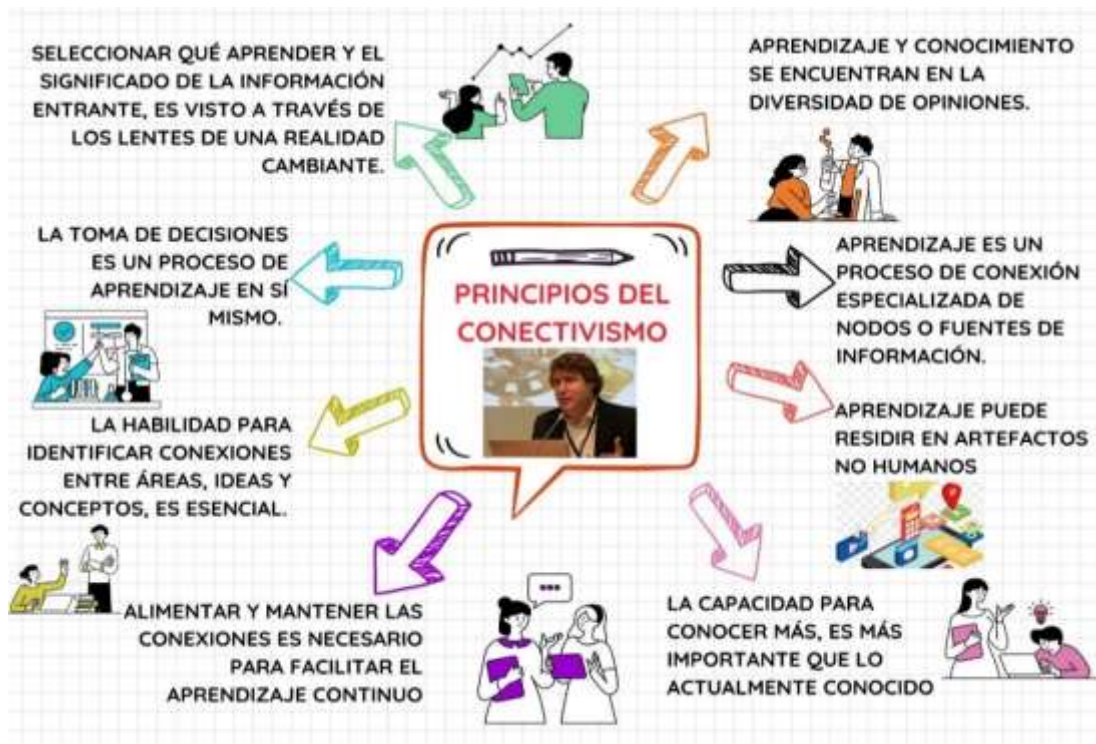 PRINCIPIOS DEL
CONECTIVISMO
SELECCIONAR QUÉ APRENDER Y EL
SIGNIFICADO DE LA INFORMACIÓN
ENTRANTE, ES VISTO A TRAVÉS DE
LOS LENTES DE UNA REALIDAD
CAMBIANTE.
APRENDIZAJE Y CONOCIMIENTO
SE ENCUENTRAN EN LA
DIVERSIDAD DE OPINIONES.
LA TOMA DE DECISIONES
ES UN PROCESO DE
APRENDIZAJE EN SÍ
MISMO.
APRENDIZAJE ES UN
PROCESO DE CONEXIÓN
ESPECIALIZADA DE
NODOS O FUENTES DE
INFORMACIÓN.
LA HABILIDAD PARA
IDENTIFICAR CONEXIONES
ENTRE ÁREAS, IDEAS Y
CONCEPTOS, ES ESENCIAL.
APRENDIZAJE PUEDE
RESIDIR EN ARTEFACTOS
NO HUMANOS
ALIMENTAR Y MANTENER LAS
CONEXIONES ES NECESARIO
PARA FACILITAR EL
APRENDIZAJE CONTINUO
LA CAPACIDAD PARA
CONOCER MÁS, ES MÁS
IMPORTANTE QUE LO
ACTUALMENTE CONOCIDO